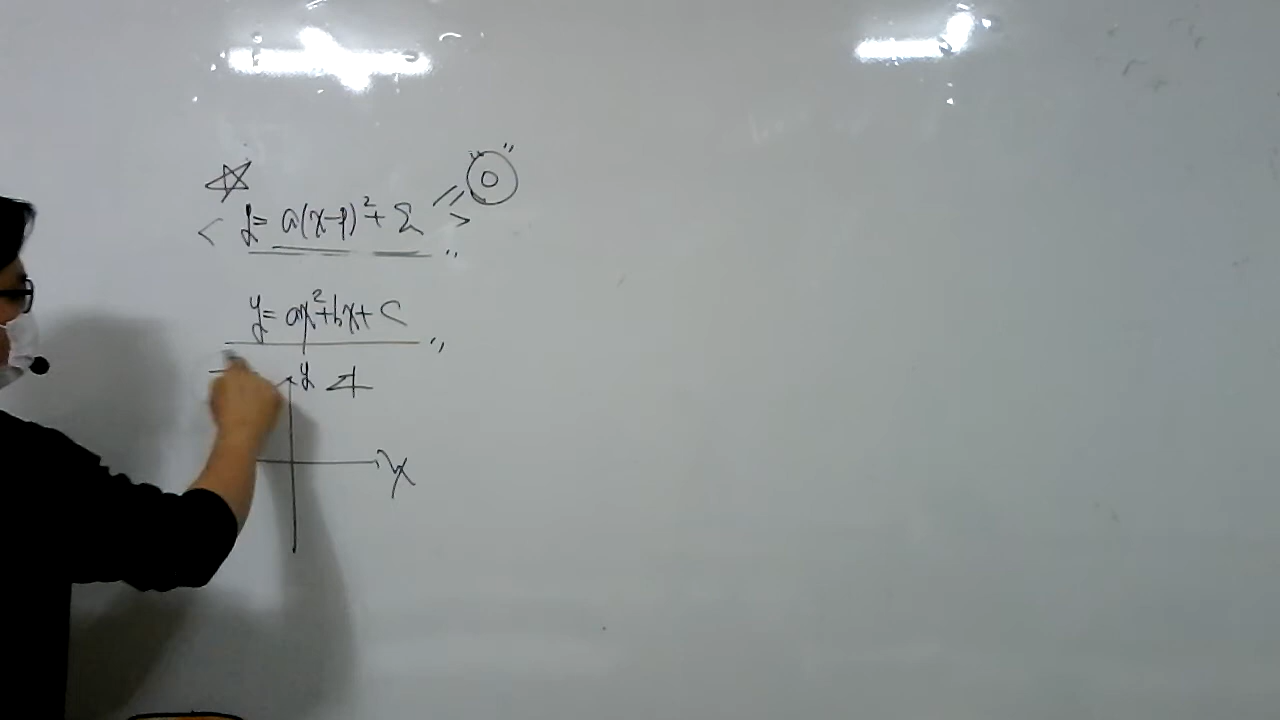 y = a(x-p)² + q
y = ax² + bx + c
y
x